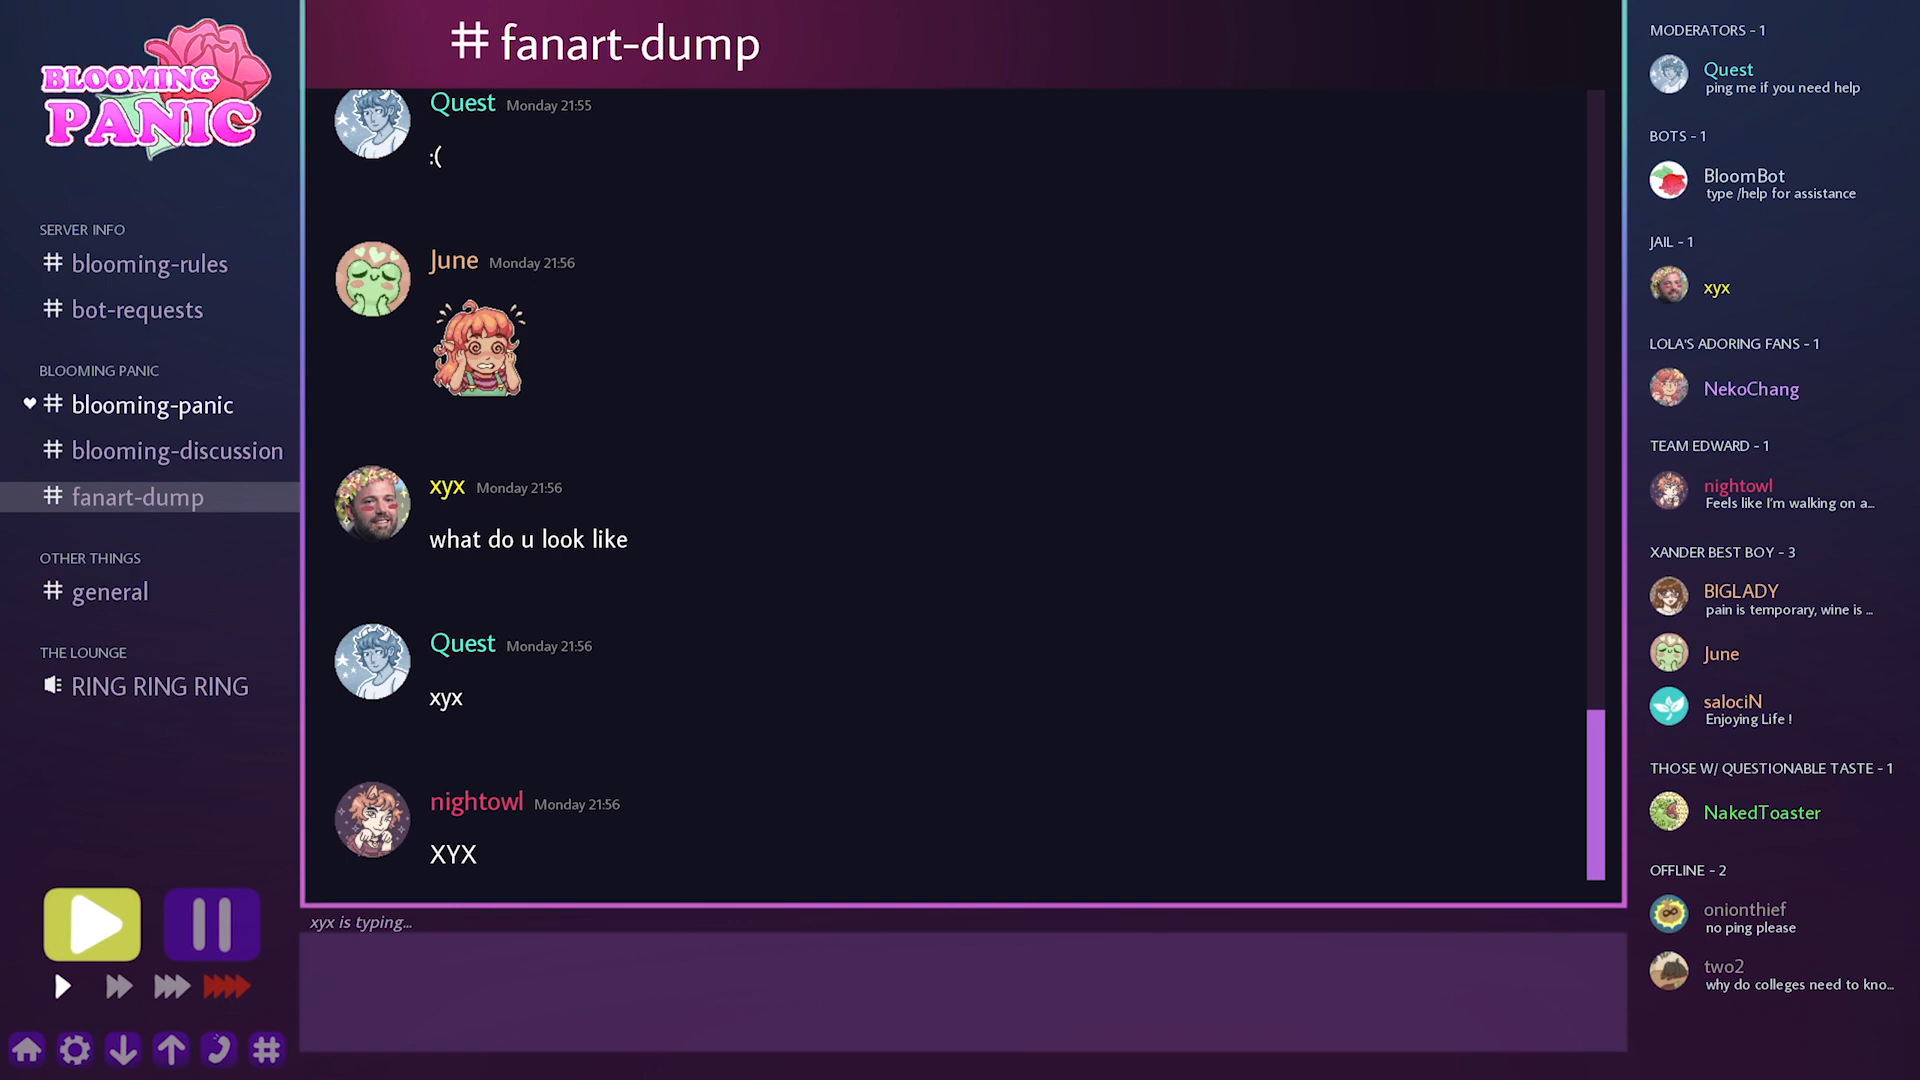 BLOOMING
PANIC
SERVER INFO
# blooming-rules
# bot-requests
BLOOMING PANIC
# blooming-panic
# blooming-discussion
# fanart-dump
OTHER THINGS
# general
THE LOUNGE
RING RING RING
# fanart-dump
Quest Monday 21:55
:(
June Monday 21:56
xyx Monday 21:56
what do u look like
Quest Monday 21:56
xyx
nightowl Monday 21:56
XYX
xyx is typing...
MODERATORS - 1
Quest
ping me if you need help
BOTS - 1
BloomBot
type /help for assistance
JAIL - 1
xyx
LOLA'S ADORING FANS - 1
NekoChang
TEAM EDWARD - 1
nightowl
Feels like I'm walking on a...
XANDER BEST BOY - 3
BIGLADY
pain is temporary, wine is ...
June
salociN
Enjoying Life !
THOSE W/ QUESTIONABLE TASTE - 1
NakedToaster
OFFLINE - 2
onionthief
no ping please
two2
why do colleges need to kno...